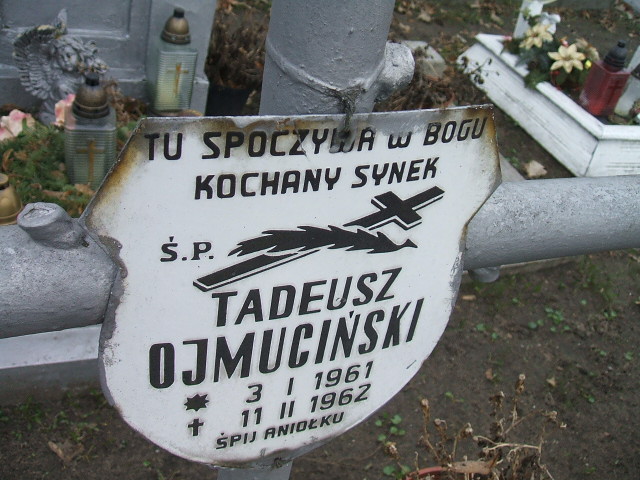 TU SPOCZYWA W BOGU
KOCHANY SYNEK
Ś.P.
TADEUSZ
OJMUCIŃSKI
3 I 1961
11 II 1962
ŚPIJ ANIOŁKU